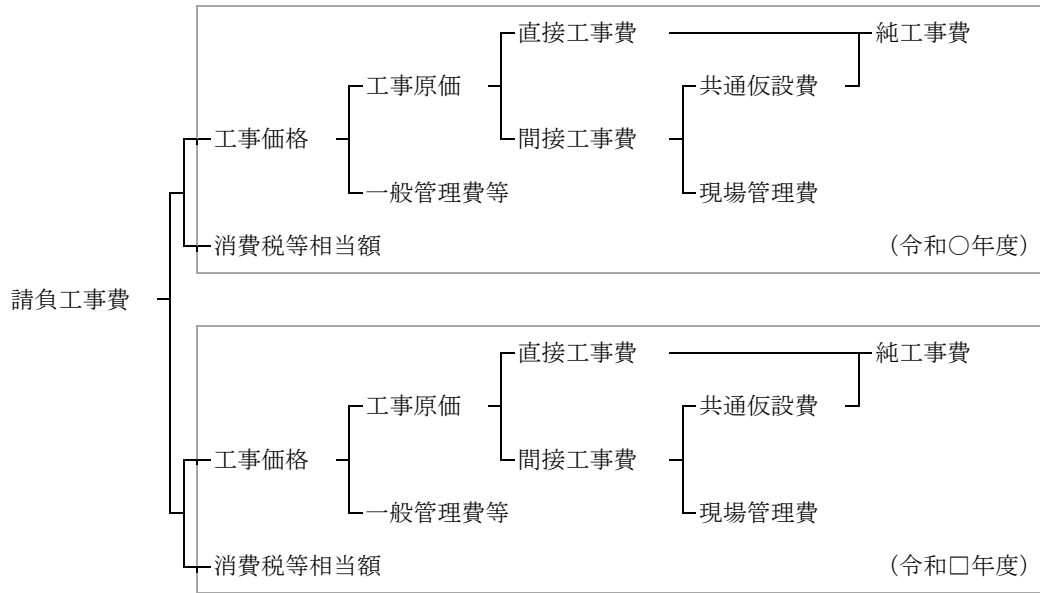 直接工事費 純工事費
工事原価 共通仮設費
工事価格 間接工事費
一般管理費等 現場管理費
消費税等相当額 （令和〇年度）
請負工事費
直接工事費 純工事費
工事原価 共通仮設費
工事価格 間接工事費
一般管理費等 現場管理費
消費税等相当額 （令和□年度）